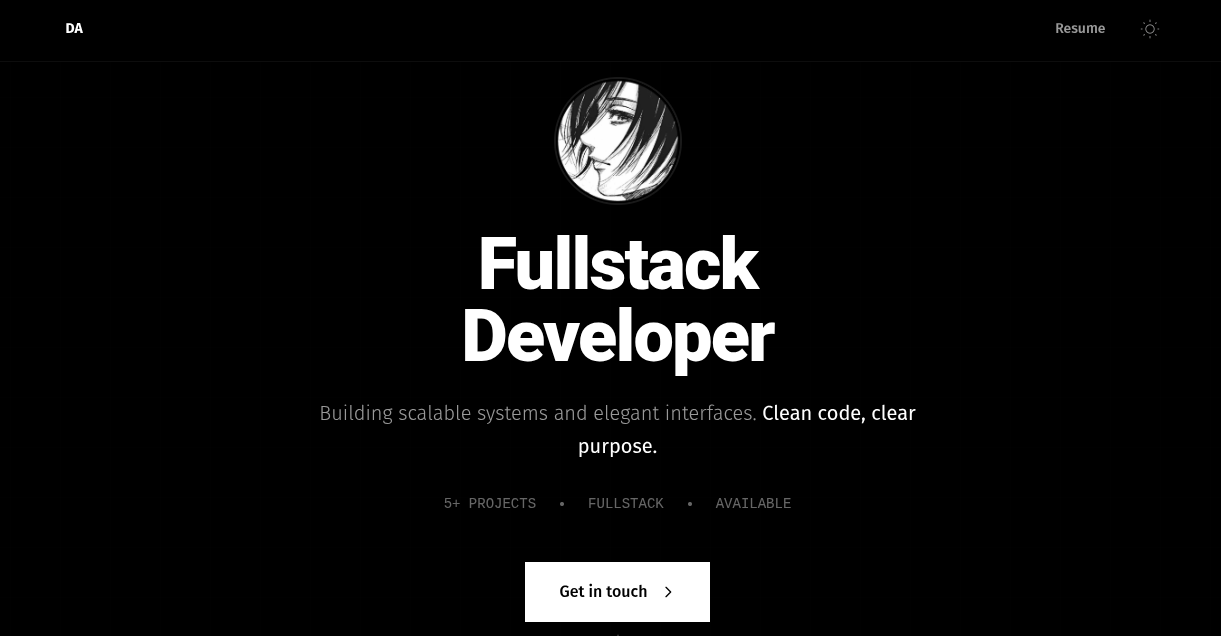 DA
Resume
Fullstack
Developer
Building scalable systems and elegant interfaces. Clean code, clear
purpose.
5+ PROJECTS • FULLSTACK • AVAILABLE
Get in touch